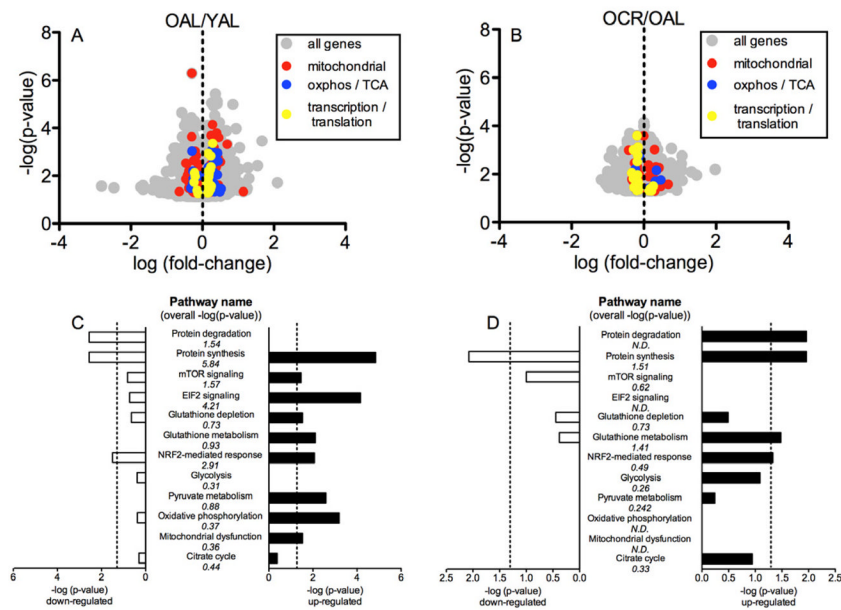 A
OAL/YAL
all genes
mitochondrial
oxphos / TCA
transcription /
translation
-log(p-value)
8
6
4
2
0
-4
-2
0
2
4
log (fold-change)
B
OCR/OAL
all genes
mitochondrial
oxphos / TCA
transcription /
translation
-log(p-value)
8
6
4
2
0
-4
-2
0
2
4
log (fold-change)
C
Pathway name
(overall -log(p-value))
Protein degradation
1.54
Protein synthesis
5.84
mTOR signaling
1.57
EIF2 signaling
4.21
Glutathione depletion
0.73
Glutathione metabolism
0.93
NRF2-mediated response
2.91
Glycolysis
0.31
Pyruvate metabolism
0.88
Oxidative phosphorylation
0.37
Mitochondrial dysfunction
0.36
Citrate cycle
0.44
6
4
2
0
-log (p-value)
down-regulated
0
2
4
6
-log (p-value)
up-regulated
D
Pathway name
(overall -log(p-value))
Protein degradation
N.D.
Protein synthesis
1.51
mTOR signaling
0.62
EIF2 signaling
N.D.
Glutathione depletion
0.73
Glutathione metabolism
1.41
NRF2-mediated response
0.49
Glycolysis
0.26
Pyruvate metabolism
0.242
Oxidative phosphorylation
N.D.
Mitochondrial dysfunction
N.D.
Citrate cycle
0.33
2.5
2.0
1.5
1.0
0.5
0.0
-log (p-value)
down-regulated
0.0
0.5
1.0
1.5
2.0
2.5
-log (p-value)
up-regulated